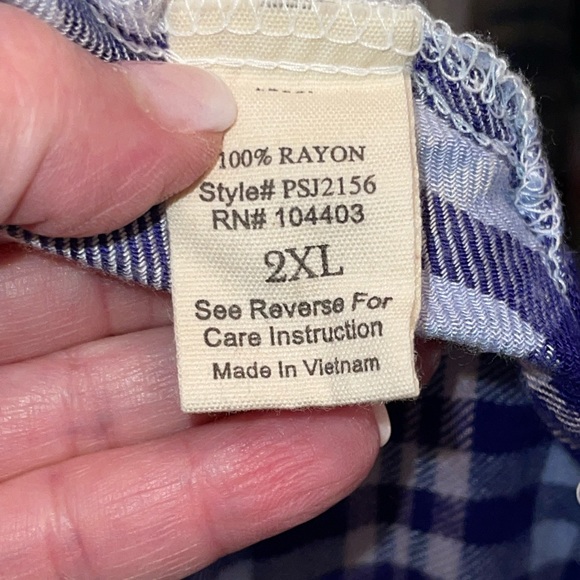 100% RAYON
Style# PSJ2156
RN# 104403
2XL
See Reverse For
Care Instruction
Made In Vietnam